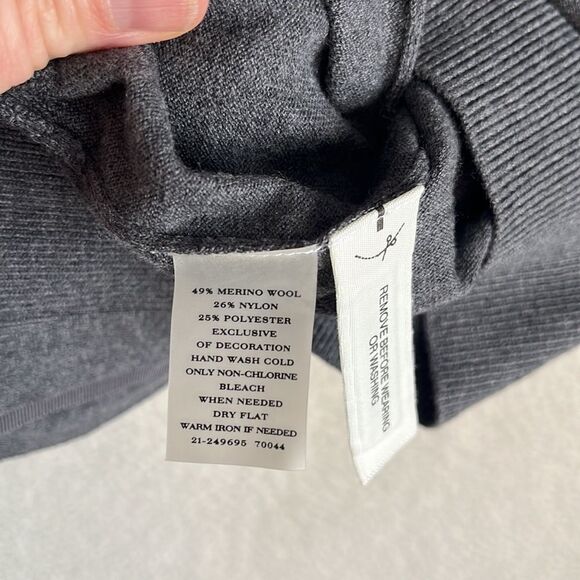 49% MERINO WOOL
26% NYLON
25% POLYESTER
EXCLUSIVE
OF DECORATION
HAND WASH COLD
ONLY NON-CHLORINE
BLEACH
WHEN NEEDED
DRY FLAT
WARM IRON IF NEEDED
21-249695 70044
REMOVE BEFORE WEARING
OR WASHING